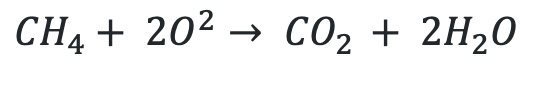 CH₄ + 2O² → CO₂ + 2H₂O